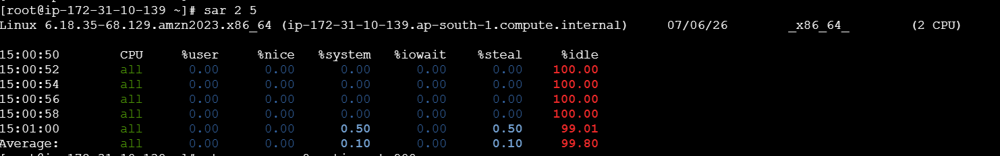 [root@ip-172-31-10-139 ~]# sar 2 5
Linux 6.18.35-68.129.amzn2023.x86_64 (ip-172-31-10-139.ap-south-1.compute.internal) 07/06/26 _x86_64_ (2 CPU)
15:00:50 CPU %user %nice %system %iowait %steal %idle
15:00:52 all 0.00 0.00 0.00 0.00 0.00 100.00
15:00:54 all 0.00 0.00 0.00 0.00 0.00 100.00
15:00:56 all 0.00 0.00 0.00 0.00 0.00 100.00
15:00:58 all 0.00 0.00 0.00 0.00 0.00 100.00
15:01:00 all 0.00 0.00 0.50 0.00 0.50 99.01
Average: all 0.00 0.00 0.10 0.00 0.10 99.80